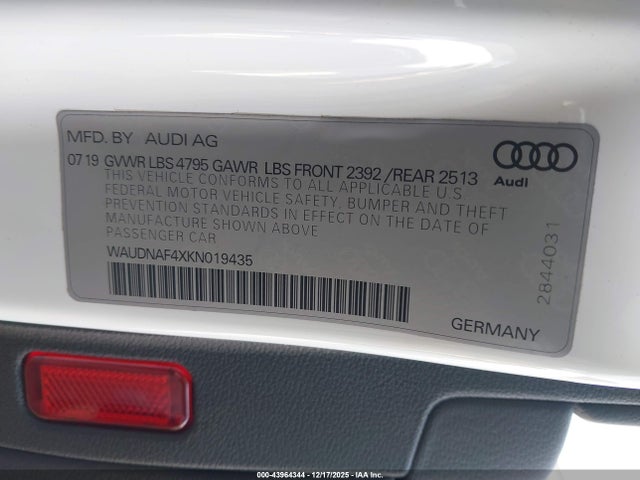 MFD. BY AUDI AG
07 19 GVWR LBS 4795 GAWR LBS FRONT 2392 /REAR 2513
THIS VEHICLE CONFORMS TO ALL APPLICABLE U.S.
FEDERAL MOTOR VEHICLE SAFETY, BUMPER AND THEFT
PREVENTION STANDARDS IN EFFECT ON THE DATE OF
MANUFACTURE SHOWN ABOVE
PASSENGER CAR
WAUDNAF4XKN019435
Audi
2844031
GERMANY
000-43964344 | 12/17/2025 - IAAI.COM